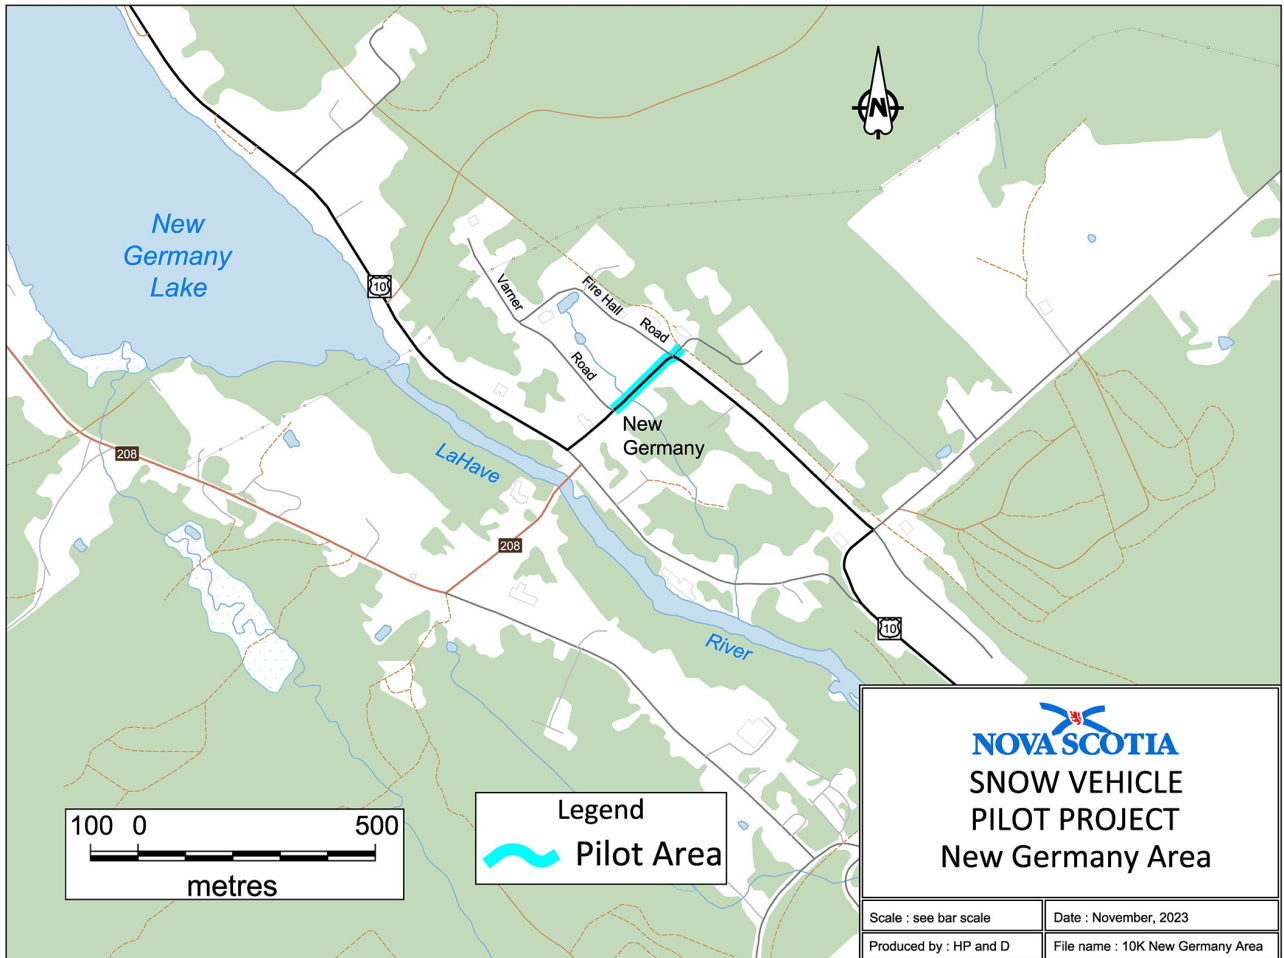 N
New
Germany
Lake
10
Varner
Road
Fire Hall
Road
New
Germany
LaHave
208
208
10
River
100 0 500
metres
Legend
Pilot Area
NOVA SCOTIA
SNOW VEHICLE
PILOT PROJECT
New Germany Area
Scale : see bar scale
Date : November, 2023
Produced by : HP and D
File name : 10K New Germany Area